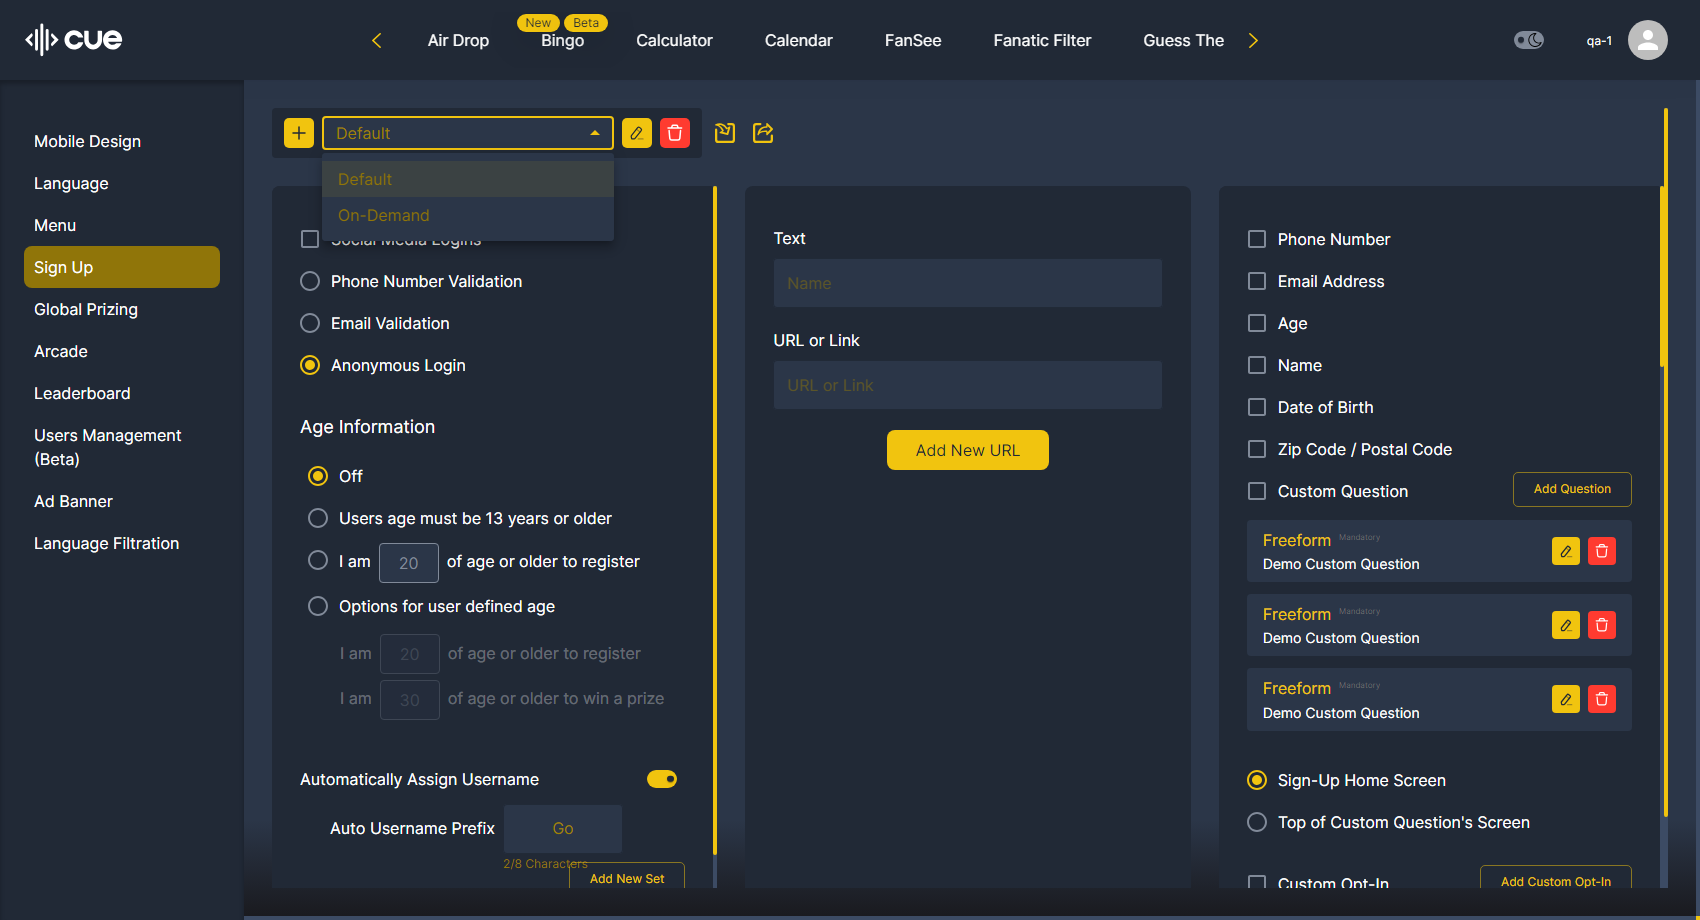 cue
Air Drop
New
Beta
Bingo
Calculator
Calendar
FanSee
Fanatic Filter
Guess The
qa-1
Mobile Design
Language
Menu
Sign Up
Global Prizing
Arcade
Leaderboard
Users Management
(Beta)
Ad Banner
Language Filtration
Default
Default
On-Demand
Social Media Logins
Phone Number Validation
Email Validation
Anonymous Login
Age Information
Off
Users age must be 13 years or older
I am 20 of age or older to register
Options for user defined age
I am 20 of age or older to register
I am 30 of age or older to win a prize
Automatically Assign Username
Auto Username Prefix Go
2/8 Characters
Add New Set
Text
Name
URL or Link
URL or Link
Add New URL
Phone Number
Email Address
Age
Name
Date of Birth
Zip Code / Postal Code
Custom Question
Add Question
Freeform Mandatory
Demo Custom Question
Freeform Mandatory
Demo Custom Question
Freeform Mandatory
Demo Custom Question
Sign-Up Home Screen
Top of Custom Question's Screen
Custom Opt-In
Add Custom Opt-In